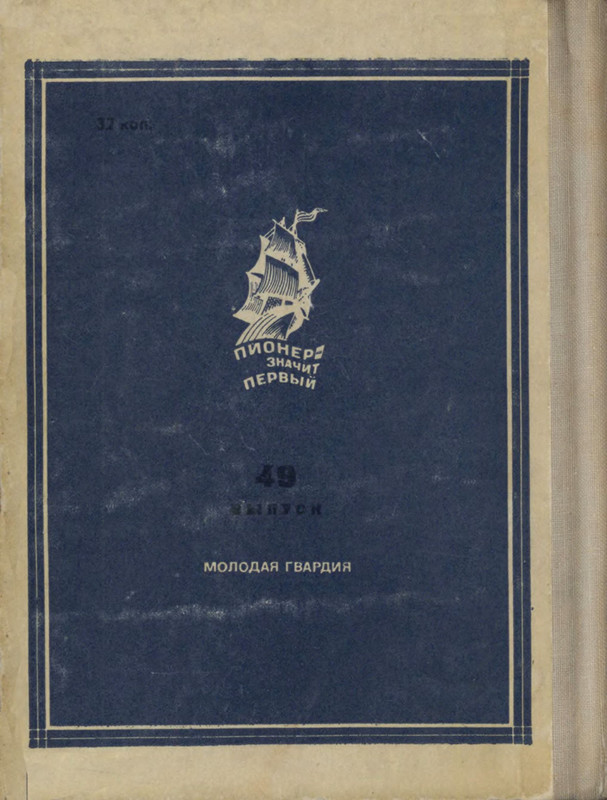 37 коп.
ПИОНЕР=
ЗНАЧИТ
ПЕРВЫЙ
49
ВЫПУСК
МОЛОДАЯ ГВАРДИЯ